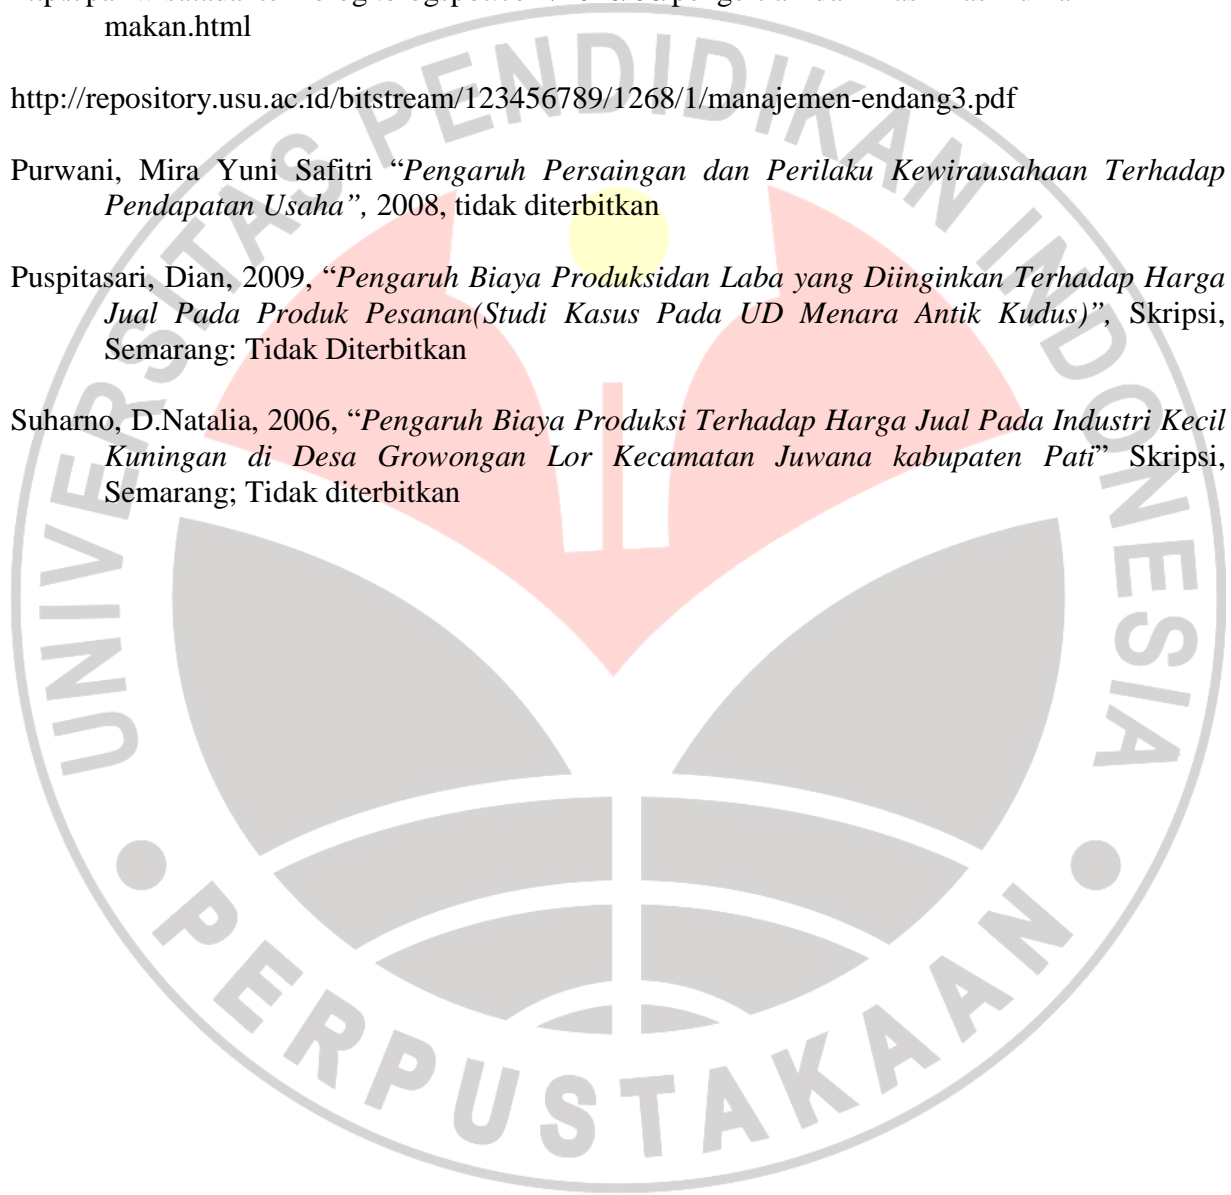 makan.html
http://repository.usu.ac.id/bitstream/123456789/1268/1/manajemen-endang3.pdf
Purwani, Mira Yuni Safitri “Pengaruh Persaingan dan Perilaku Kewirausahaan Terhadap
Pendapatan Usaha”, 2008, tidak diterbitkan
Puspitasari, Dian, 2009, “Pengaruh Biaya Produksidan Laba yang Diinginkan Terhadap Harga
Jual Pada Produk Pesanan(Studi Kasus Pada UD Menara Antik Kudus)”, Skripsi,
Semarang: Tidak Diterbitkan
Suharno, D.Natalia, 2006, “Pengaruh Biaya Produksi Terhadap Harga Jual Pada Industri Kecil
Kuningan di Desa Growongan Lor Kecamatan Juwana kabupaten Pati” Skripsi,
Semarang; Tidak diterbitkan
UNIVERSITAS PENDIDIKAN INDONESIA
PERPUSTAKAAN